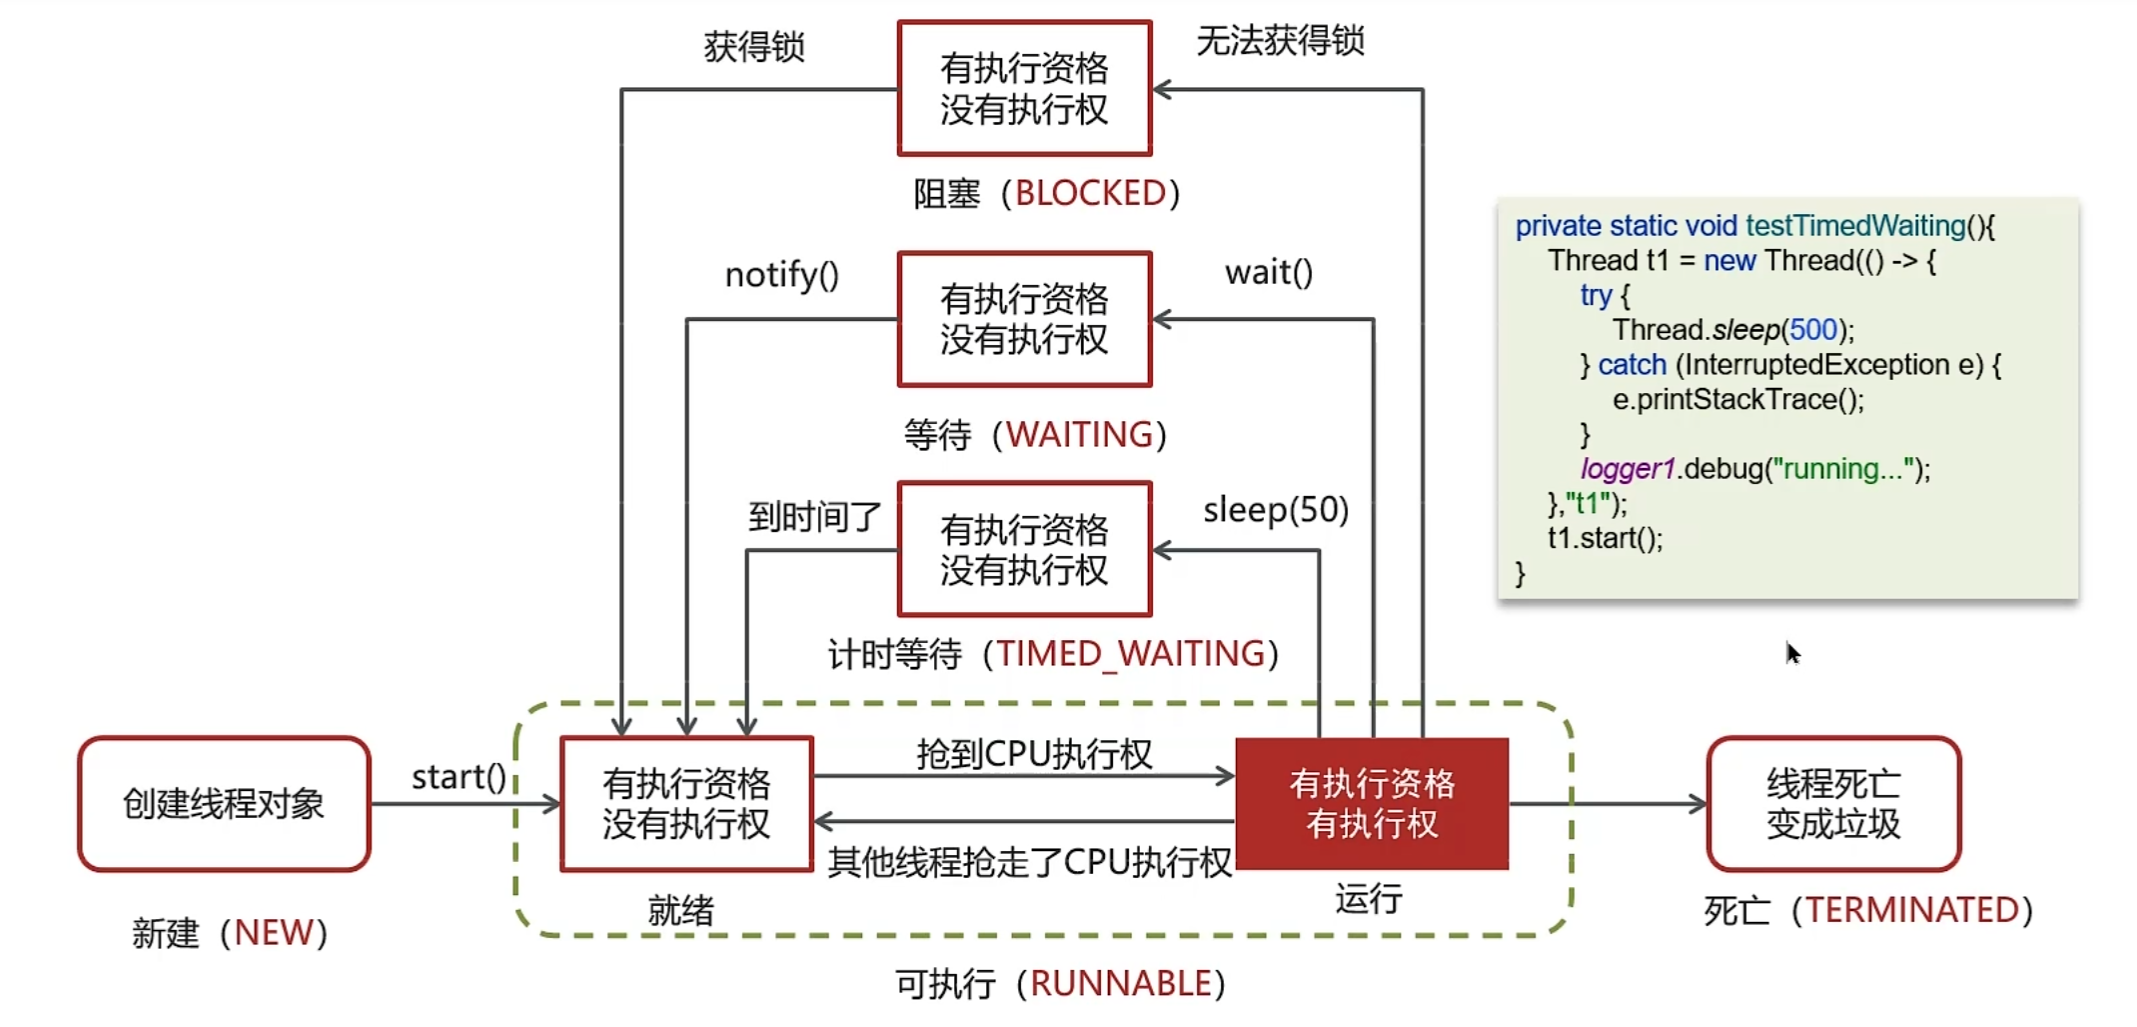 获得锁
有执行资格
没有执行权
无法获得锁
阻塞（BLOCKED）
notify()
有执行资格
没有执行权
wait()
等待（WAITING）
到时间了
有执行资格
没有执行权
sleep(50)
计时等待（TIMED_WAITING）
private static void testTimedWaiting(){
Thread t1 = new Thread(() -> {
try {
Thread.sleep(500);
} catch (InterruptedException e) {
e.printStackTrace();
}
logger1.debug("running...");
},"t1");
t1.start();
}
创建线程对象
新建（NEW）
start()
有执行资格
没有执行权
就绪
抢到CPU执行权
其他线程抢走了CPU执行权
有执行资格
有执行权
运行
可执行（RUNNABLE）
线程死亡
变成垃圾
死亡（TERMINATED）